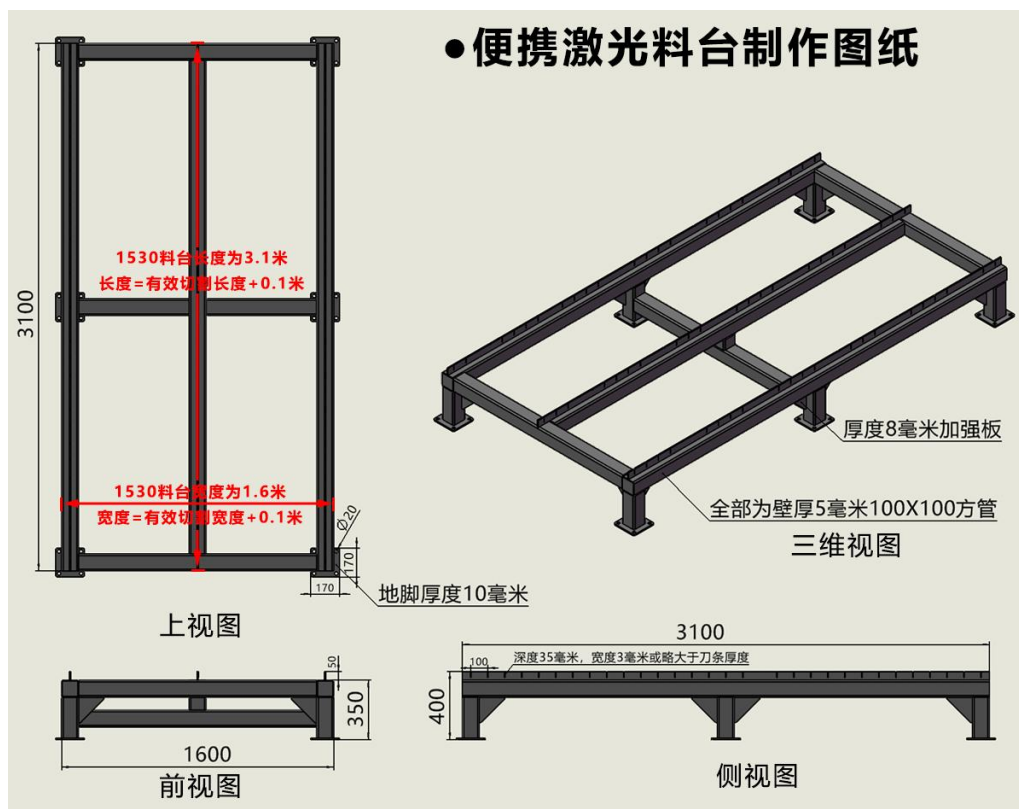 ●便携激光料台制作图纸
1530料台长度为3.1米
长度=有效切割长度+0.1米
3100
1530料台宽度为1.6米
宽度=有效切割宽度+0.1米
∅20
170
170
地脚厚度10毫米
上视图
厚度8毫米加强板
全部为壁厚5毫米100X100方管
三维视图
50
350
1600
前视图
3100
100
深度35毫米，宽度3毫米或略大于刀条厚度
400
侧视图